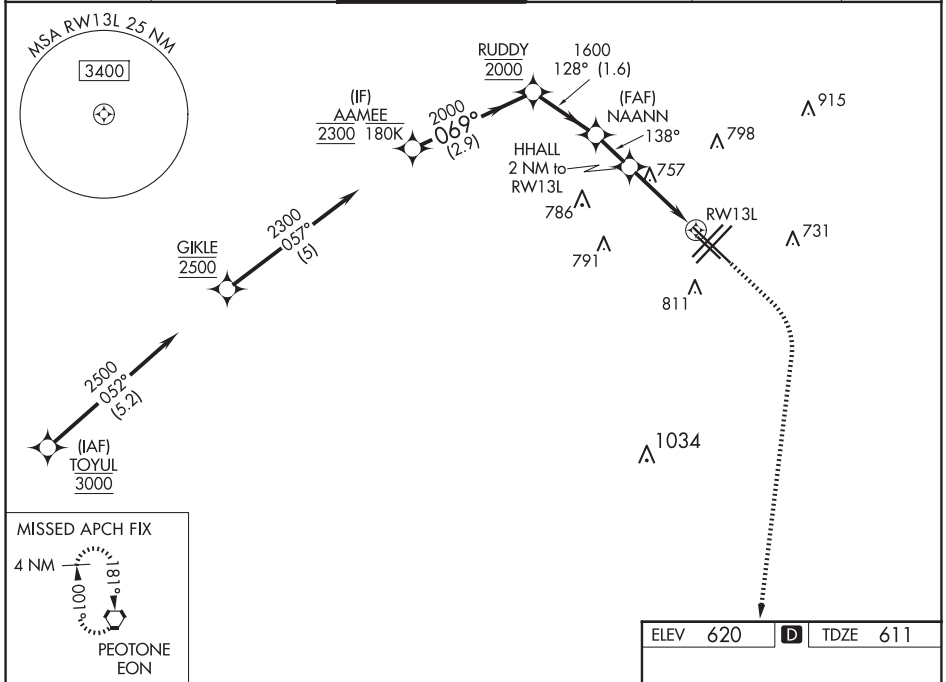 MSA RW13L 25 NM
3400
RUDDY
2000
1600
128° (1.6)
(IF)
AAMEE
2300 180K
2000
069°
(2.9)
(FAF)
NAANN
138°
HHALL
2 NM to
RW13L
915
798
757
786
RW13L
791
731
811
GIKLE
2500
2300
057°
(5)
2500
052°
(5.2)
(IAF)
TOYUL
3000
1034
MISSED APCH FIX
4 NM
181°
001°
PEOTONE
EON
ELEV 620 D TDZE 611